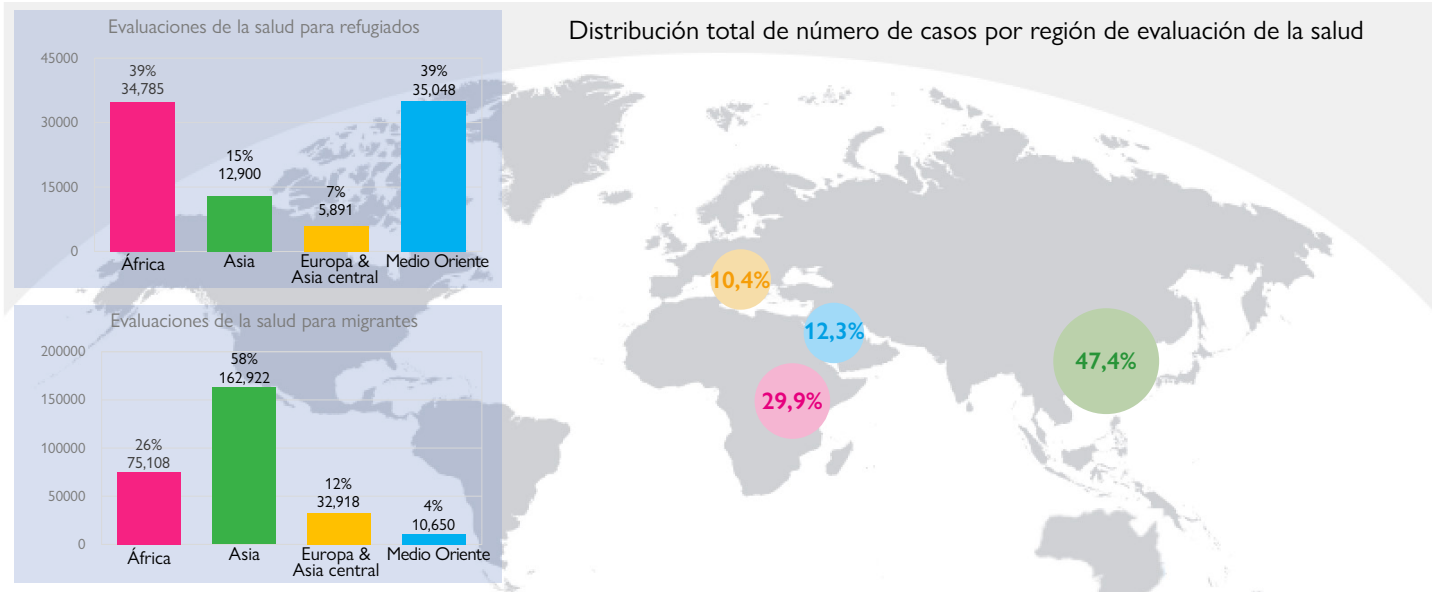 Evaluaciones de la salud para refugiados
45000
30000
15000
0
39%
34,785
15%
12,900
7%
5,891
39%
35,048
África
Asia
Europa &
Asia central
Medio Oriente
Evaluaciones de la salud para migrantes
200000
150000
100000
50000
0
26%
75,108
58%
162,922
12%
32,918
4%
10,650
África
Asia
Europa &
Asia central
Medio Oriente
Distribución total de número de casos por región de evaluación de la salud
10,4%
12,3%
29,9%
47,4%